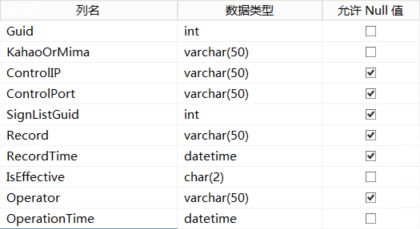 列名 数据类型 允许 Null 值
Guid int
KahaoOrMima varchar(50)
ControlIP varchar(50)
ControlPort varchar(50)
SignListGuid int
Record varchar(50)
RecordTime datetime
IsEffective char(2)
Operator varchar(50)
OperationTime datetime